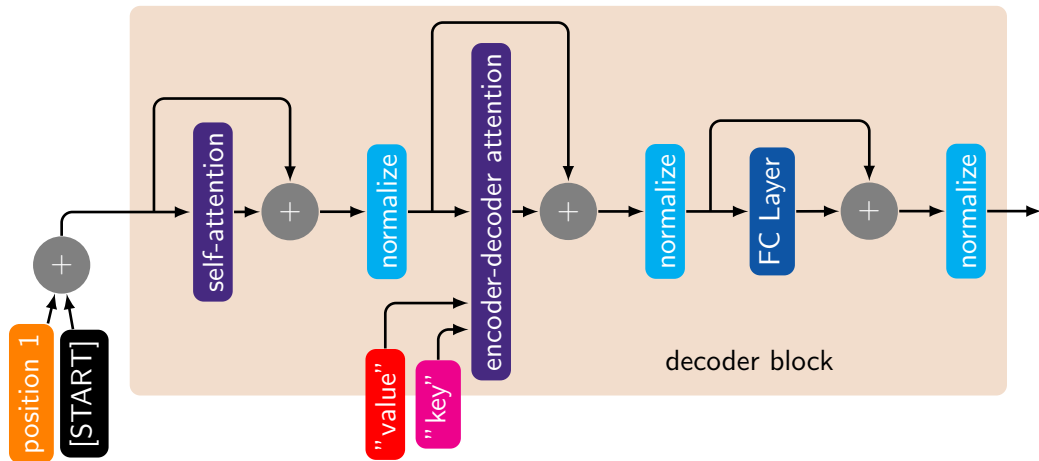 position 1
[START]
+
self-attention
+
normalize
"value"
"key"
encoder-decoder attention
+
normalize
FC Layer
+
normalize
decoder block